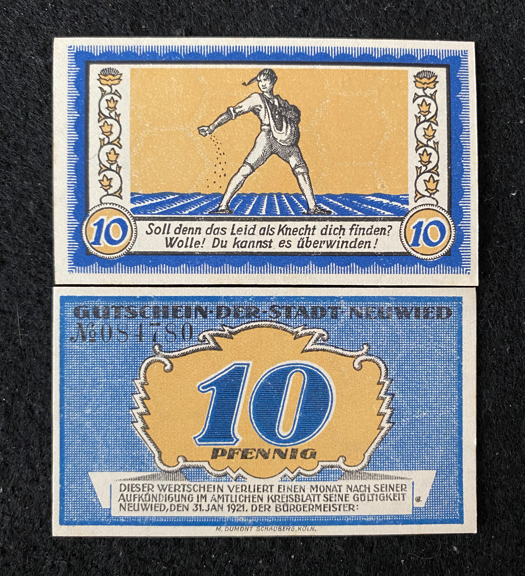 Soll denn das Leid als Knecht dich finden?
Wolle! Du kannst es überwinden!
10 10
GUTSCHEIN·DER·STADT·NEUWIED
№084780
10
PFENNIG
DIESER WERTSCHEIN VERLIERT EINEN MONAT NACH SEINER
AUFKÜNDIGUNG IM AMTLICHEN KREISBLATT SEINE GÜLTIGKEIT
NEUWIED, DEN 31. JAN 1921. DER BÜRGERMEISTER:
M. DUMONT SCHAUBERG, KÖLN.